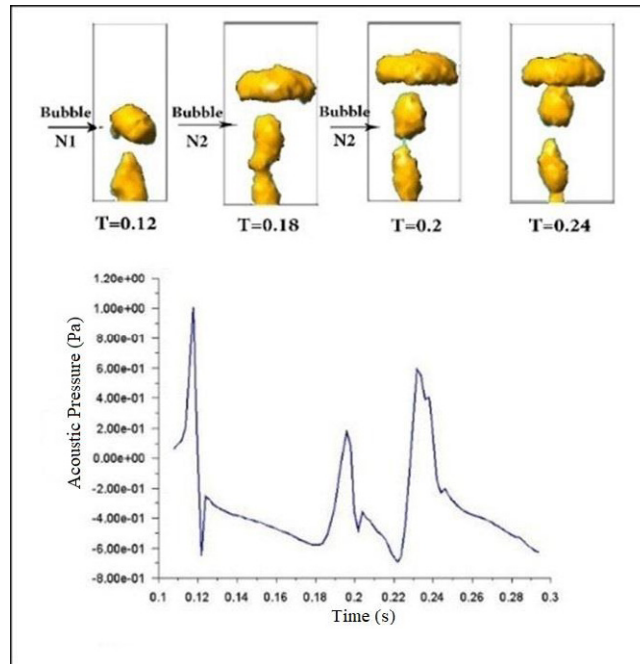 Bubble
N1
Bubble
N2
Bubble
N2
T=0.12
T=0.18
T=0.2
T=0.24
Acoustic Pressure (Pa)
1.20e+00
1.00e+00
8.00e-01
6.00e-01
4.00e-01
2.00e-01
0.00e+00
-2.00e-01
-4.00e-01
-6.00e-01
-8.00e-01
0.1
0.12
0.14
0.16
0.18
0.2
0.22
0.24
0.26
0.28
0.3
Time (s)